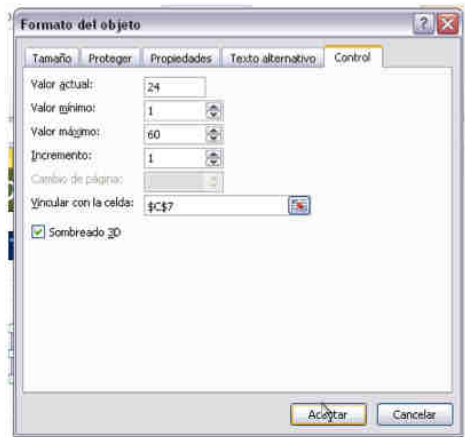 Formato del objeto
Tamaño Proteger Propiedades Texto alternativo Control
Valor actual: 24
Valor mínimo: 1
Valor máximo: 60
Incremento: 1
Cambio de página:
Vincular con la celda: $C$7
Sombreado 3D
Aceptar Cancelar